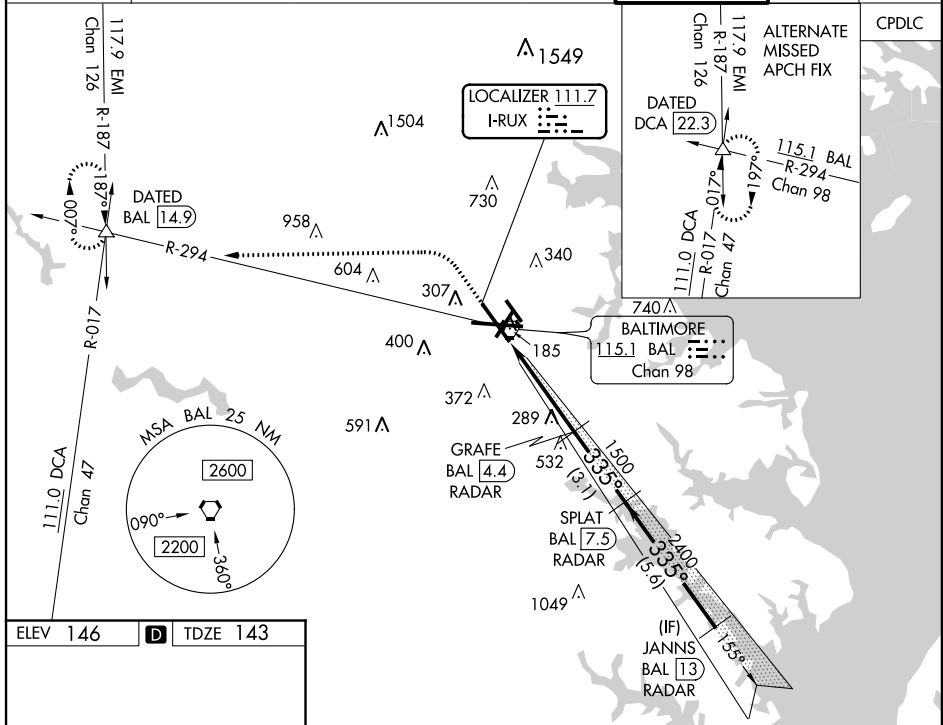 117.9 EMI
Chan 126
R-187
187°
007°
DATED
BAL 14.9
R-294
R-017
111.0 DCA
Chan 47
1549
LOCALIZER 111.7
I-RUX
1504
730
958
604
340
307
400
185
740
BALTIMORE
115.1 BAL
Chan 98
372
591
289
532
GRAFE
BAL 4.4
RADAR
1500
335°
(3.1)
SPLAT
BAL 7.5
RADAR
2400
335°
(5.6)
1049
(IF)
JANNS
BAL 13
RADAR
155°
117.9 EMI
Chan 126
R-187
ALTERNATE
MISSED
APCH FIX
DATED
DCA 22.3
115.1 BAL
R-294
Chan 98
017°
197°
111.0 DCA
R-017
Chan 47
CPDLC
MSA BAL 25 NM
2600
090°
2200
360°
ELEV 146 D TDZE 143